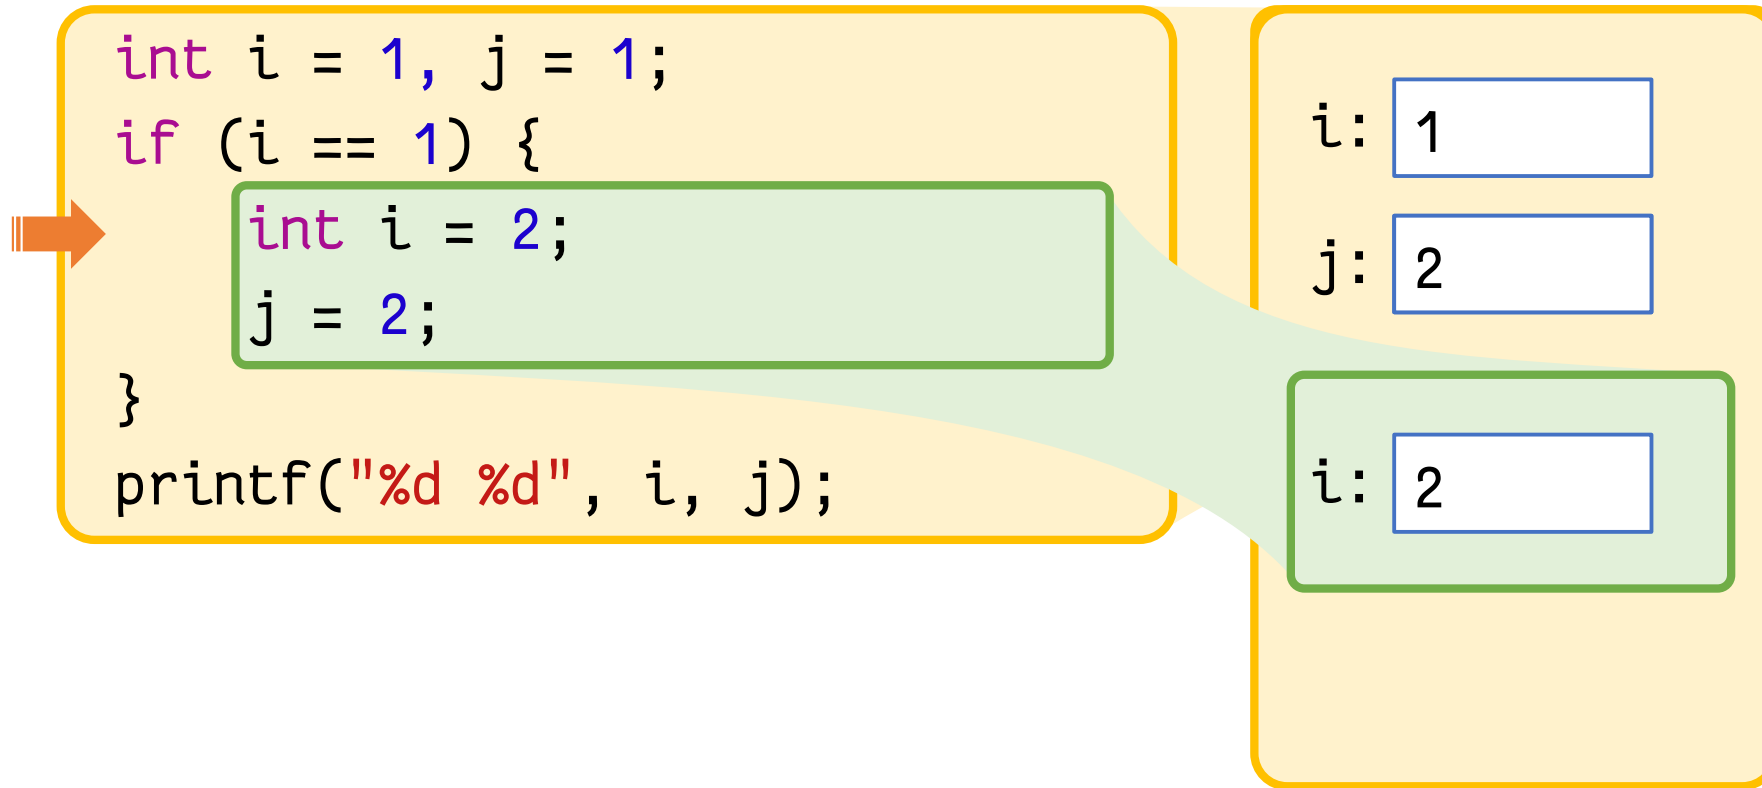 int i = 1, j = 1;
if (i == 1) {
int i = 2;
j = 2;
}
printf("%d %d", i, j);
i: 1
j: 2
i: 2